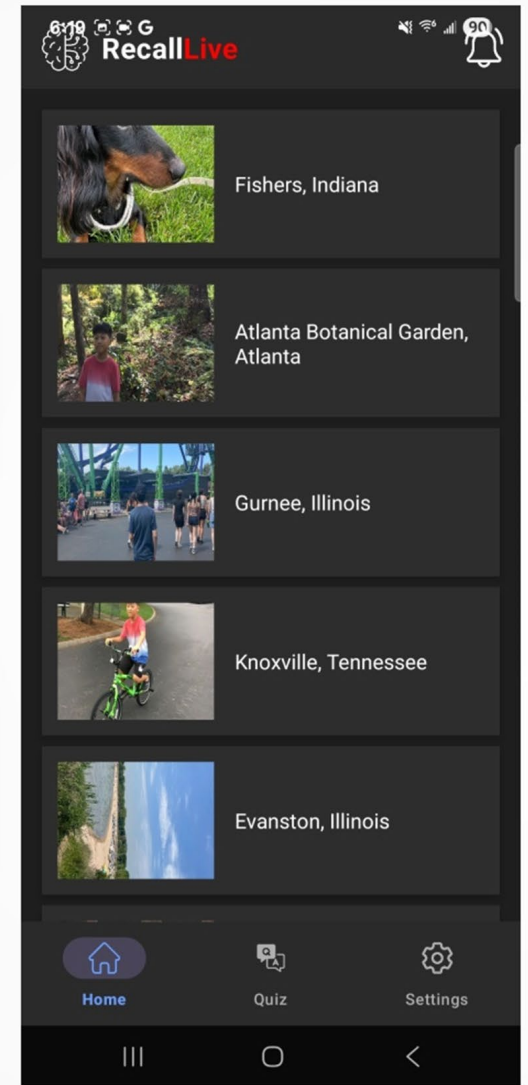 6:19 G 90
RecallLive
Fishers, Indiana
Atlanta Botanical Garden,
Atlanta
Gurnee, Illinois
Knoxville, Tennessee
Evanston, Illinois
Q A
Home Quiz Settings